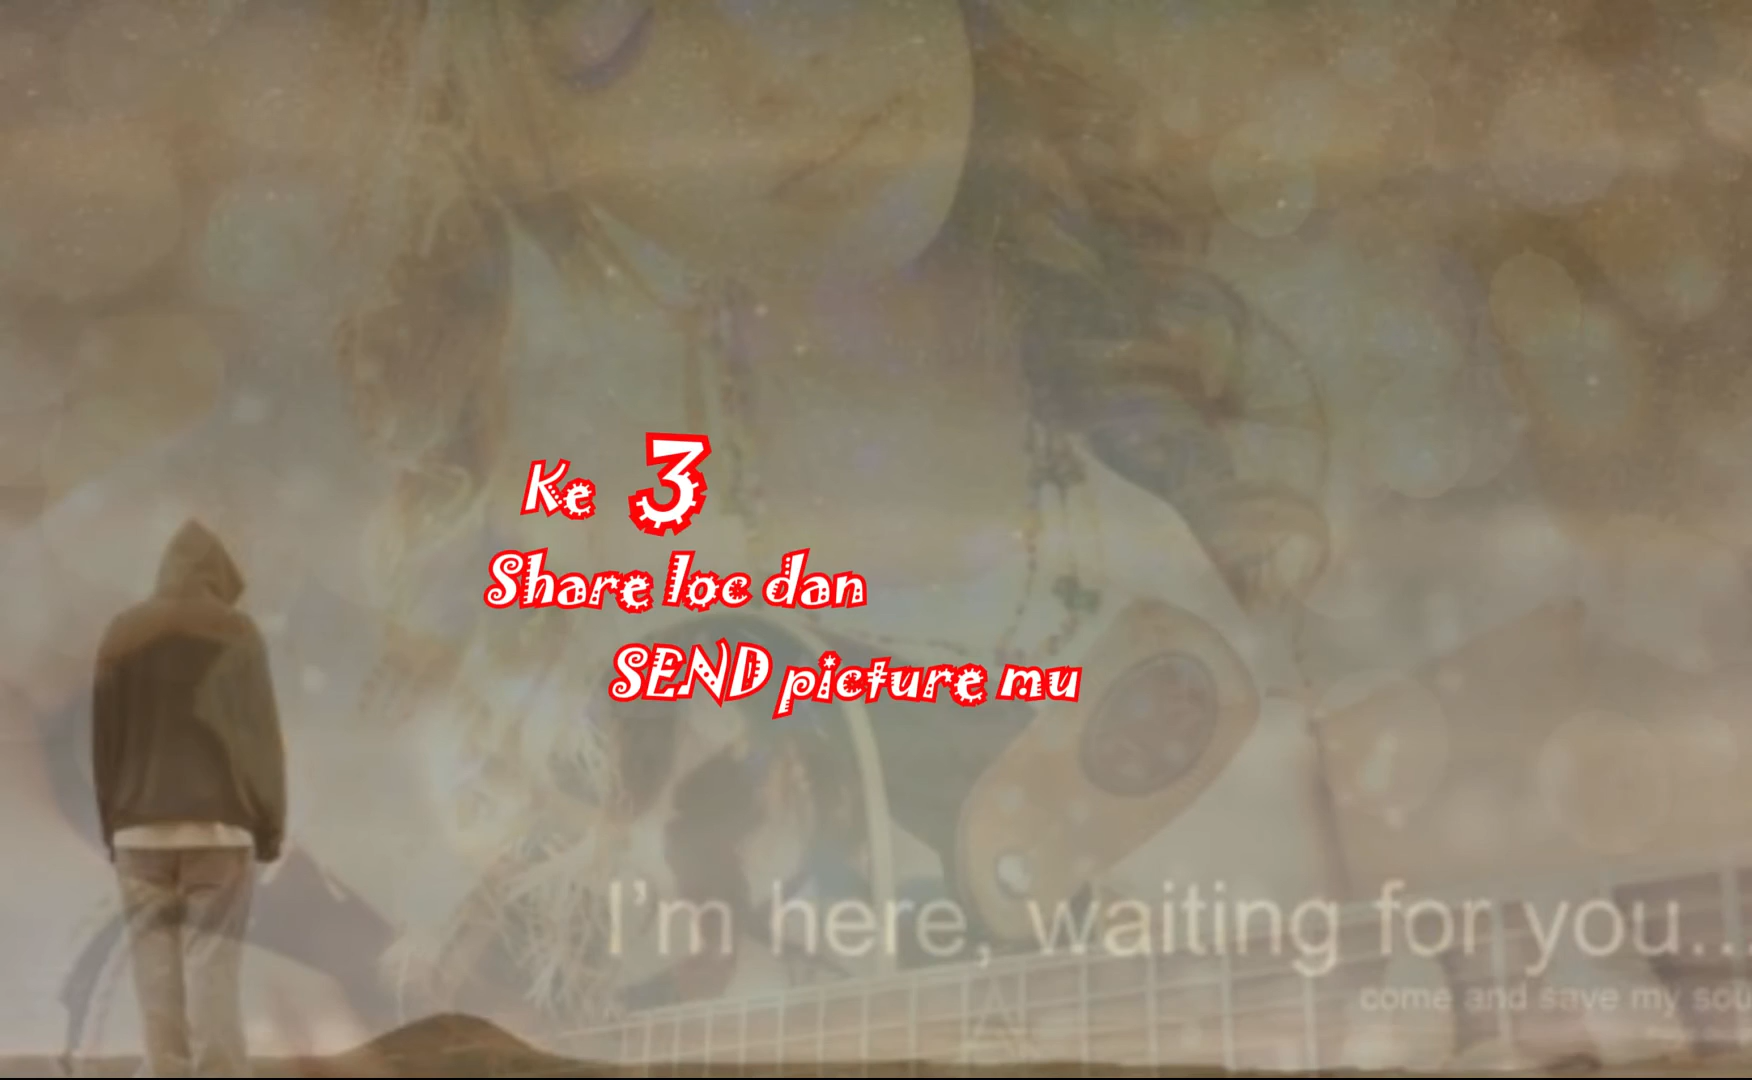 Ke 3
Share loc dan
SEND picture mu
I'm here, waiting for you...
come and save my sou